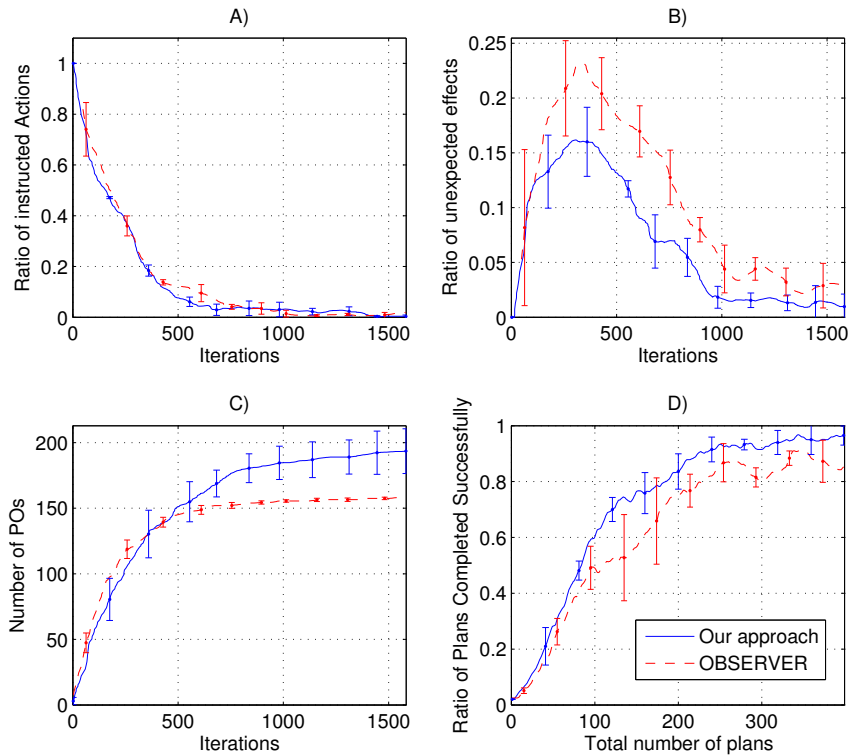 A)
Ratio of instructed Actions
1
0.8
0.6
0.4
0.2
0
0
500
1000
1500
Iterations
B)
Ratio of unexpected effects
0.25
0.2
0.15
0.1
0.05
0
0
500
1000
1500
Iterations
C)
Number of POs
200
150
100
50
0
0
500
1000
1500
Iterations
D)
Ratio of Plans Completed Successfully
1
0.8
0.6
0.4
0.2
0
0
100
200
300
Total number of plans
Our approach
OBSERVER